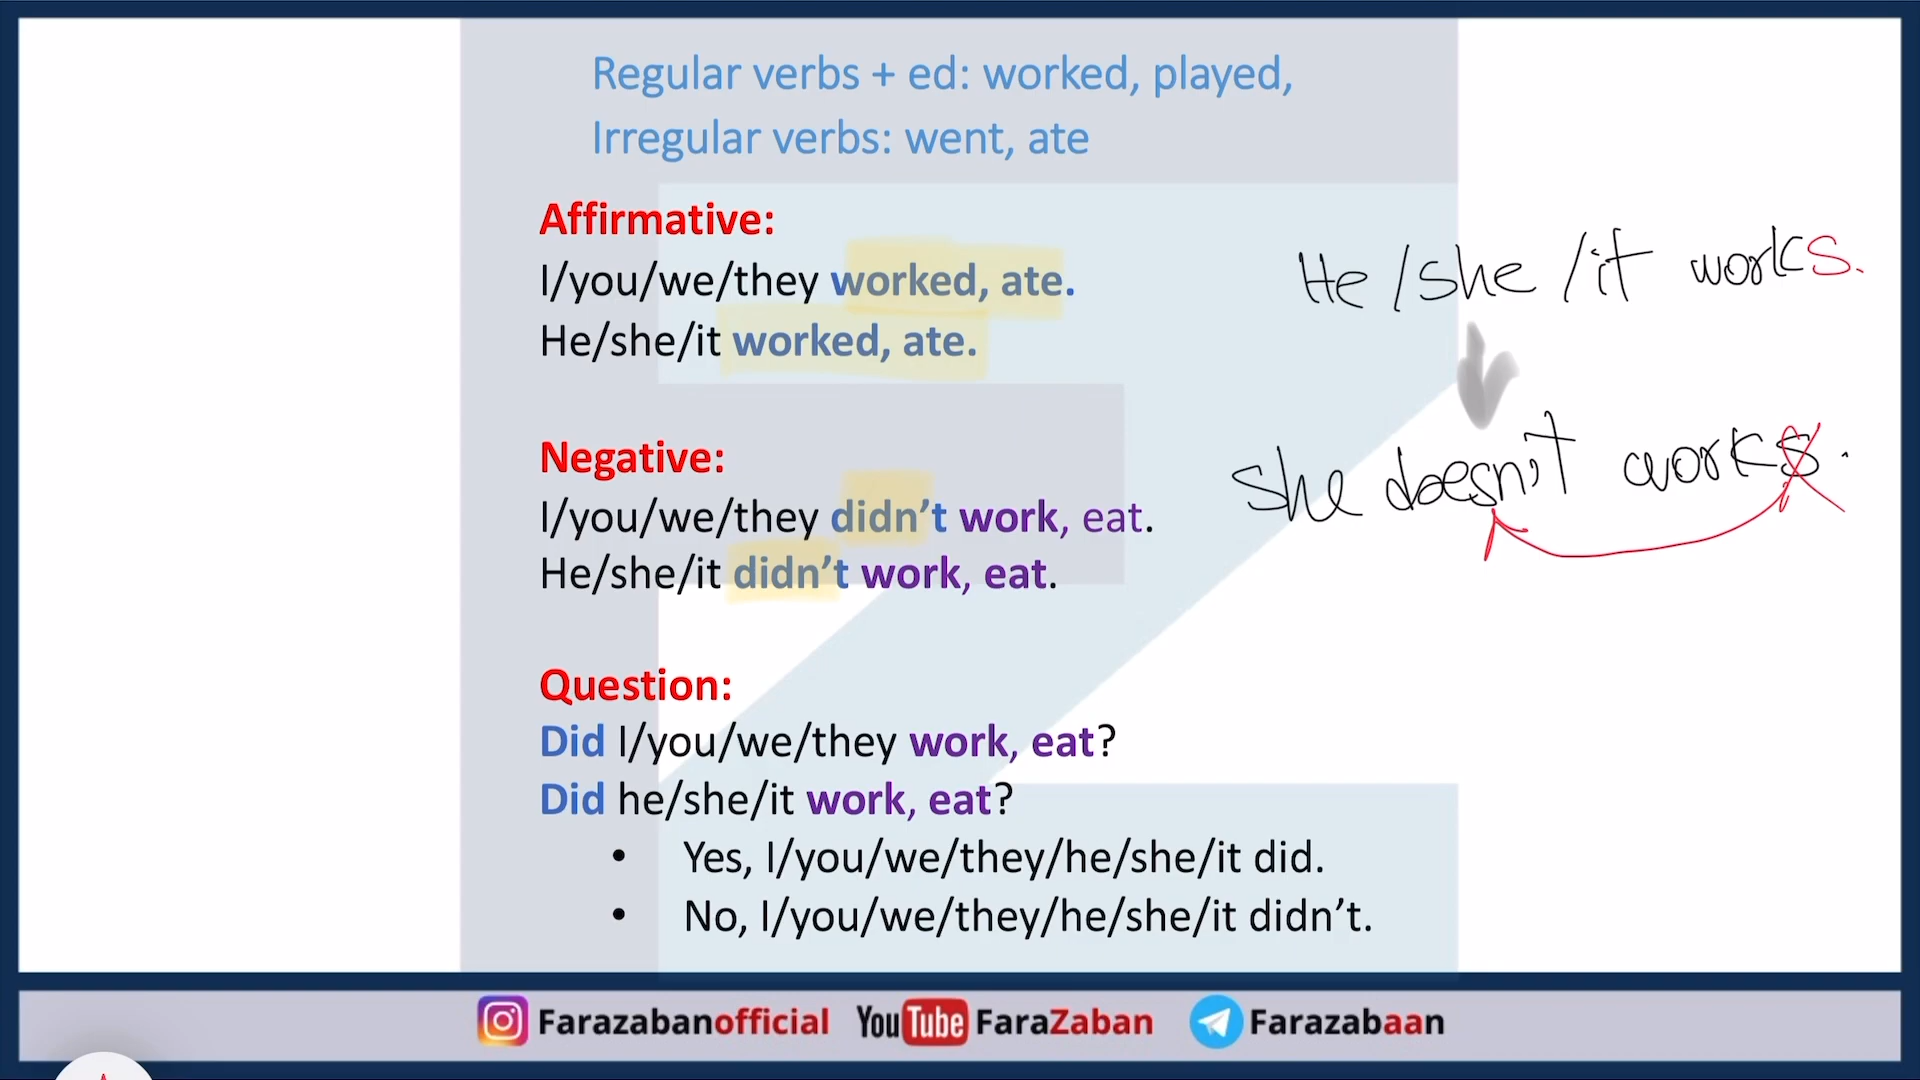 Regular verbs + ed: worked, played,
Irregular verbs: went, ate
Affirmative:
I/you/we/they worked, ate.
He/she/it worked, ate.
Negative:
I/you/we/they didn’t work, eat.
He/she/it didn’t work, eat.
Question:
Did I/you/we/they work, eat?
Did he/she/it work, eat?
• Yes, I/you/we/they/he/she/it did.
• No, I/you/we/they/he/she/it didn’t.
He /she /it works.
She doesn't works.
Farazabanofficial YouTube FaraZaban Farazabaan